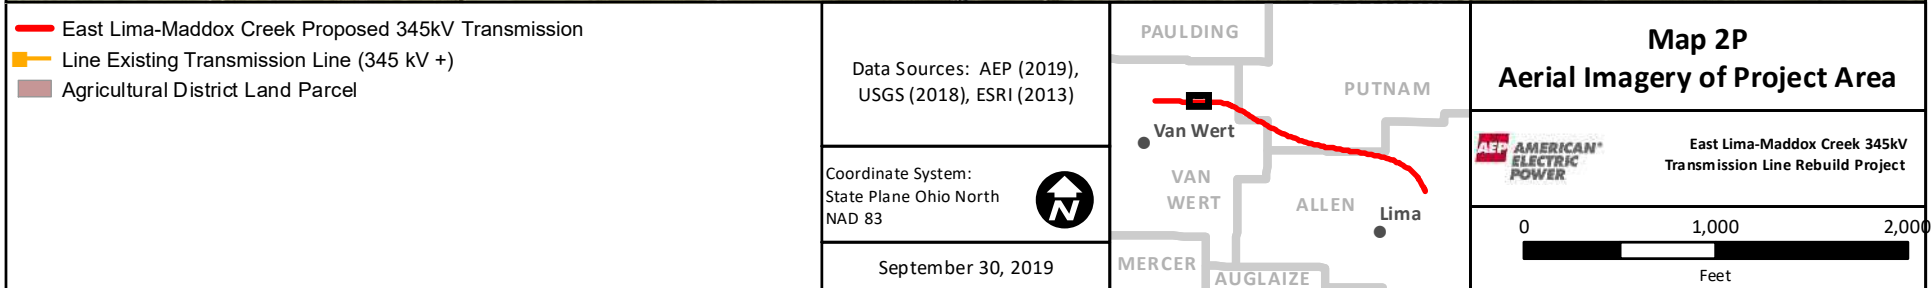 East Lima-Maddox Creek Proposed 345kV Transmission
Line Existing Transmission Line (345 kV +)
Agricultural District Land Parcel
Data Sources: AEP (2019),
USGS (2018), ESRI (2013)
Coordinate System:
State Plane Ohio North
NAD 83
N
September 30, 2019
PAULDING
PUTNAM
Van Wert
VAN
WERT
ALLEN
Lima
MERCER
AUGLAIZE
Map 2P
Aerial Imagery of Project Area
AEP AMERICAN®
ELECTRIC
POWER
East Lima-Maddox Creek 345kV
Transmission Line Rebuild Project
0 1,000 2,000
Feet